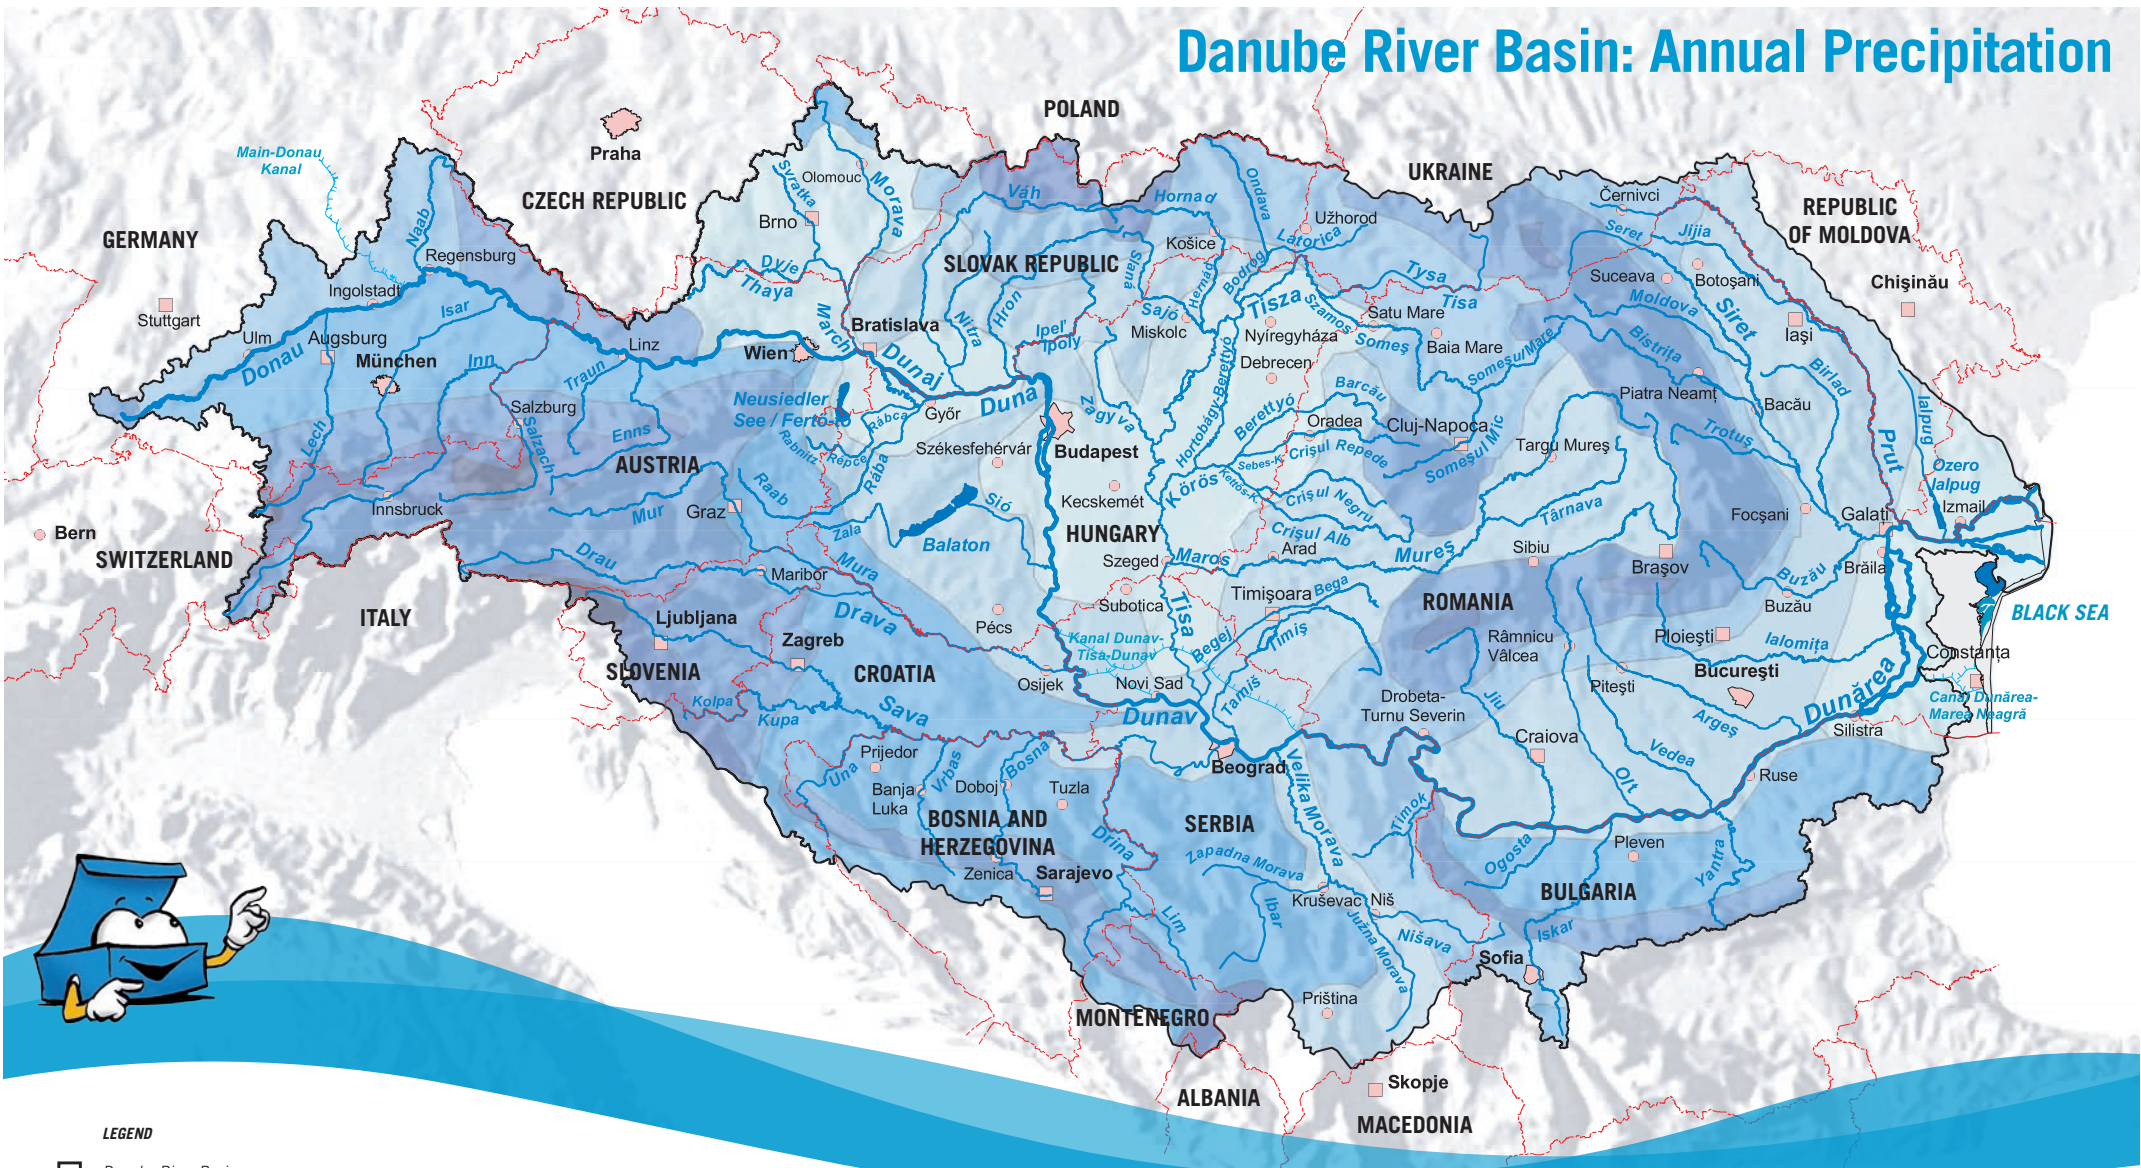 Danube River Basin: Annual Precipitation
POLAND
Main-Donau
Kanal
Praha
UKRAINE
CZECH REPUBLIC
Olomouc
Svratka
Morava
Brno
Váh
Hornad
Ondava
Užhorod
Latorica
Černivci
REPUBLIC
OF MOLDOVA
GERMANY
Naab
Regensburg
Košice
SLOVAK REPUBLIC
Slaná
Hernád
Bodrog
Seret
Jijia
Dyje
Thaya
Tysa
Tisa
Suceava
Botoşani
Chişinău
Ingolstadt
Isar
Stuttgart
March
Nitra
Hron
Ipel'
Ipoly
Sajó
Miskolc
Tisza
Szamos
Satu Mare
Someş
Moldova
Siret
Iaşi
Ulm
Augsburg
München
Donau
Inn
Linz
Wien
Bratislava
Dunaj
Nyíregyháza
Debrecen
Baia Mare
Someşu/Mare
Bistriţa
Birlad
Traun
Neusiedler
See / Fertő-tó
Duna
Zagyva
Hortobágy-Berettyó
Barcău
Piatra Neamţ
Bacău
Ialpug
Salzburg
Salzach
Enns
Lech
Rábca
Győr
Rabnitz
Répce
Rába
Székesfehérvár
Budapest
Berettyó
Oradea
Cluj-Napoca
Targu Mureş
Trotuş
Prut
AUSTRIA
Sebes-K.
Crişul Repede
Someşul Mic
Ozero
Ialpug
Raab
Innsbruck
Mur
Graz
Sió
Kecskemét
Körös
Kettős-K.
Crişul Negru
Târnava
Focşani
Galaţi
Izmail
Bern
SWITZERLAND
Zala
Balaton
HUNGARY
Crişul Alb
Drau
Mura
Szeged
Maros
Arad
Mureş
Sibiu
Braşov
Buzău
Brăila
Maribor
Subotica
Timişoara
Bega
ROMANIA
Buzău
ITALY
Ljubljana
Drava
Pécs
Tisa
BLACK SEA
Zagreb
Kanal Dunav-
Tisa-Dunav
Begej
Timiş
Râmnicu
Vâlcea
Ploieşti
Ialomiţa
Constanţa
SLOVENIA
CROATIA
Osijek
Novi Sad
Tamiš
Drobeta-
Turnu Severin
Jiu
Piteşti
Bucureşti
Dunărea
Canal Dunărea-
Marea Neagră
Kolpa
Kupa
Sava
Dunav
Argeş
Silistra
Craiova
Vedea
Prijedor
Una
Vrbas
Bosna
Beograd
Olt
Ruse
Banja
Luka
Doboj
Tuzla
Velika Morava
Timok
BOSNIA AND
HERZEGOVINA
Drina
SERBIA
Ogosta
Pleven
Yantra
Zenica
Sarajevo
Zapadna Morava
Kruševac
Niš
BULGARIA
Lim
Ibar
Južna Morava
Nišava
Iskar
Sofia
Priština
MONTENEGRO
Skopje
ALBANIA
MACEDONIA
LEGEND